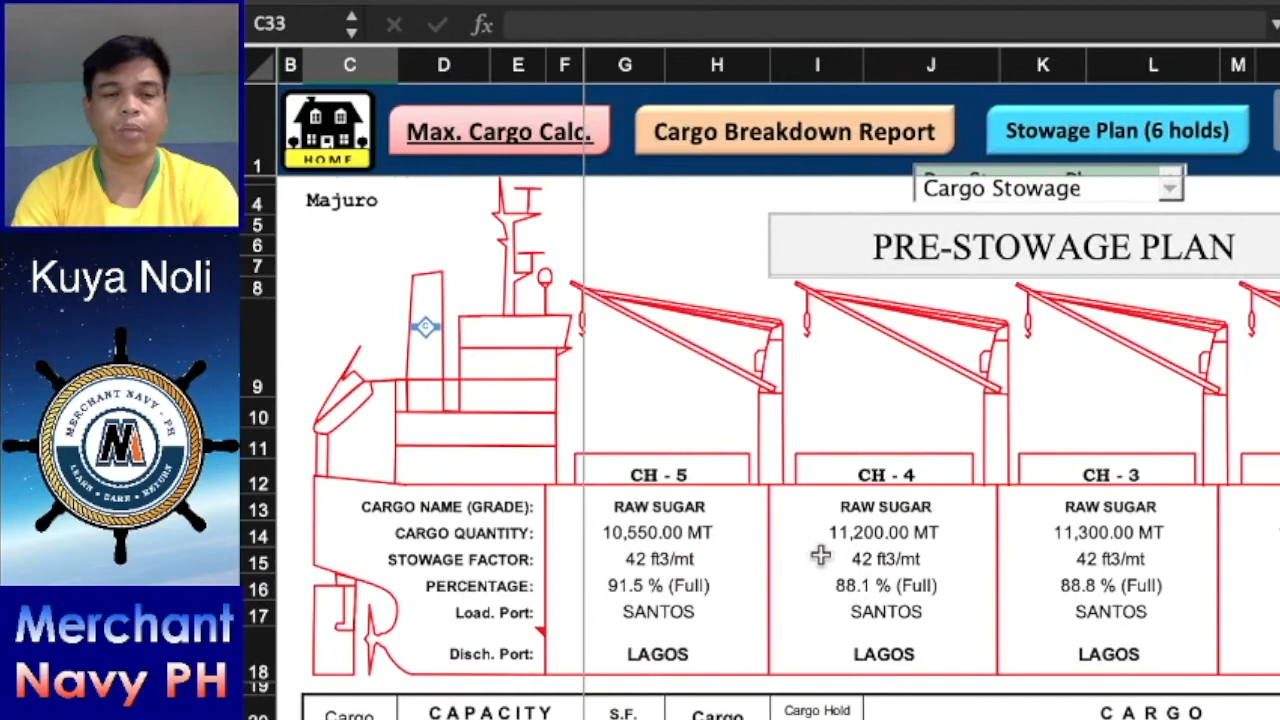 C33
fx
B C D E F G H I J K L M
HOME
Max. Cargo Calc.
Cargo Breakdown Report
Stowage Plan (6 holds)
1
Cargo Stowage
4
Majuro
5
6
PRE-STOWAGE PLAN
7
8
Kuya Noli
C
9
MERCHANT NAVY - PH
LEARN • EARN • RETURN
10
11
12
CH - 5 CH - 4 CH - 3
13 CARGO NAME (GRADE): RAW SUGAR RAW SUGAR RAW SUGAR
14 CARGO QUANTITY: 10,550.00 MT 11,200.00 MT 11,300.00 MT
15 STOWAGE FACTOR: 42 ft3/mt 42 ft3/mt 42 ft3/mt
16 PERCENTAGE: 91.5 % (Full) 88.1 % (Full) 88.8 % (Full)
17 Load. Port: SANTOS SANTOS SANTOS
18 Disch. Port: LAGOS LAGOS LAGOS
19
20 Cargo CAPACITY S.F. Cargo Cargo Hold CARGO
Merchant
Navy PH